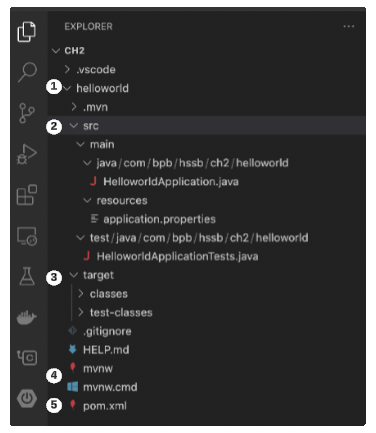 EXPLORER
CH2
.vscode
1 helloworld
.mvn
2 src
main
java/com/bpb/hssb/ch2/helloworld
J HelloworldApplication.java
resources
application.properties
test/java/com/bpb/hssb/ch2/helloworld
J HelloworldApplicationTests.java
3 target
classes
test-classes
.gitignore
HELP.md
mvnw
4 mvnw.cmd
5 pom.xml